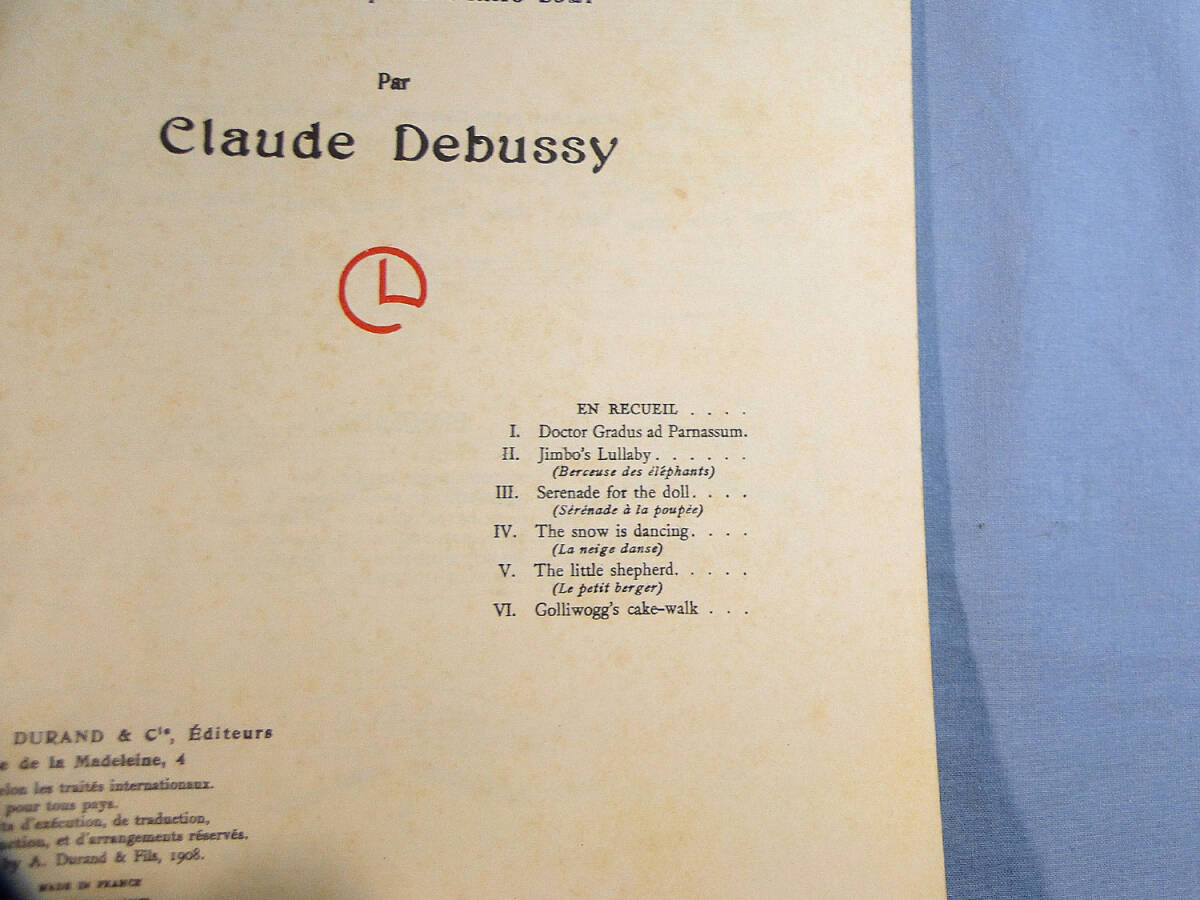 Par
Claude Debussy
EN RECUEIL . . . .
I. Doctor Gradus ad Parnassum.
II. Jimbo's Lullaby . . . . . .
(Berceuse des éléphants)
III. Serenade for the doll. . . .
(Sérénade à la poupée)
IV. The snow is dancing. . . .
(La neige danse)
V. The little shepherd. . . . .
(Le petit berger)
VI. Golliwogg's cake-walk . . .
DURAND & Cie, Éditeurs
de la Madeleine, 4
les traités internationaux.
pour tous pays.
d'exécution, de traduction,
et d'arrangements réservés.
by A. Durand & Fils, 1908.
MADE IN FRANCE